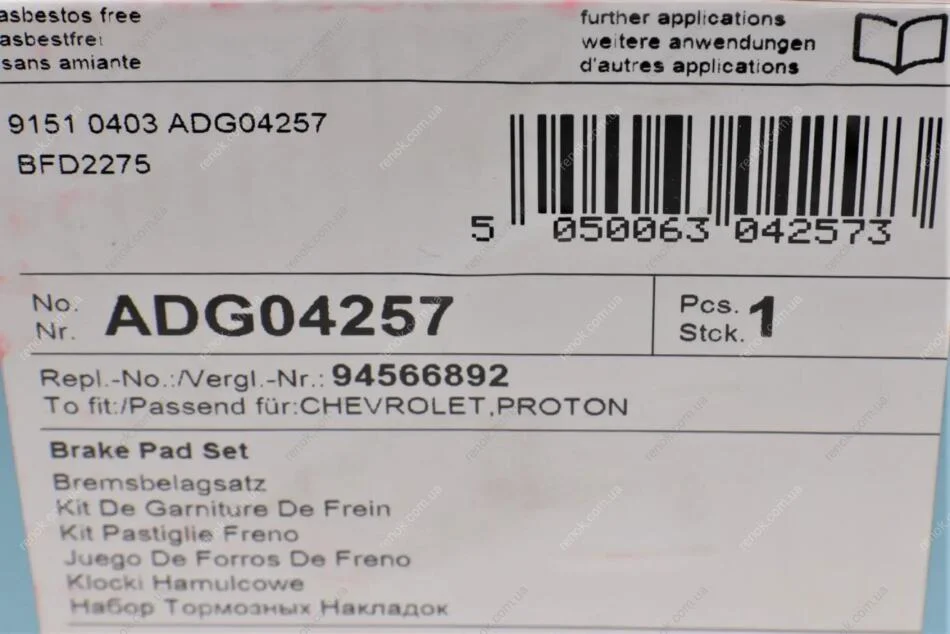 asbestos free
asbestfrei
sans amiante
further applications
weitere anwendungen
d'autres applications
9151 0403 ADG04257
BFD2275
5 050063 042573
No.
Nr. ADG04257
Pcs.
Stck. 1
Repl.-No.:/Vergl.-Nr.: 94566892
To fit:/Passend für:CHEVROLET,PROTON
Brake Pad Set
Bremsbelagsatz
Kit De Garniture De Frein
Kit Pastiglie Freno
Juego De Forros De Freno
Klocki Hamulcowe
Набор Тормозных Накладок
renok.com.ua